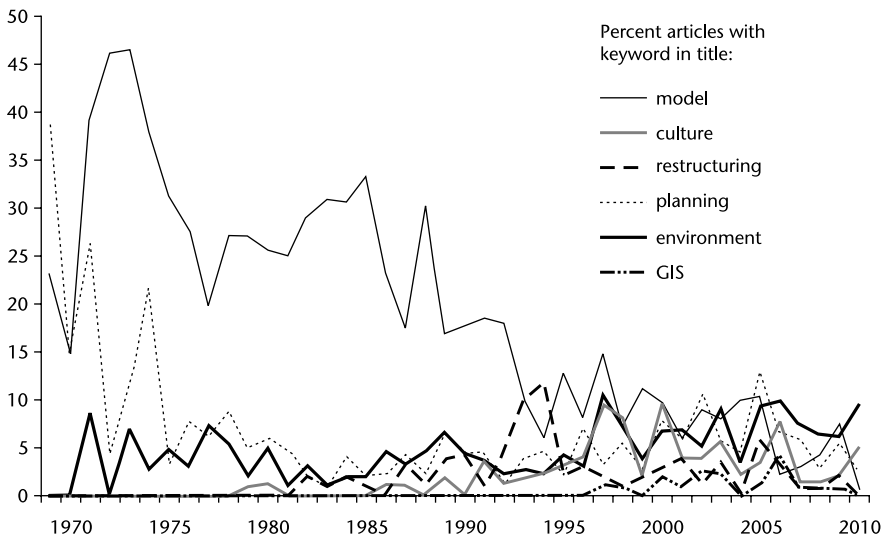 50
45
40
35
30
25
20
15
10
5
0
Percent articles with
keyword in title:
model
culture
restructuring
planning
environment
GIS
1970 1975 1980 1985 1990 1995 2000 2005 2010